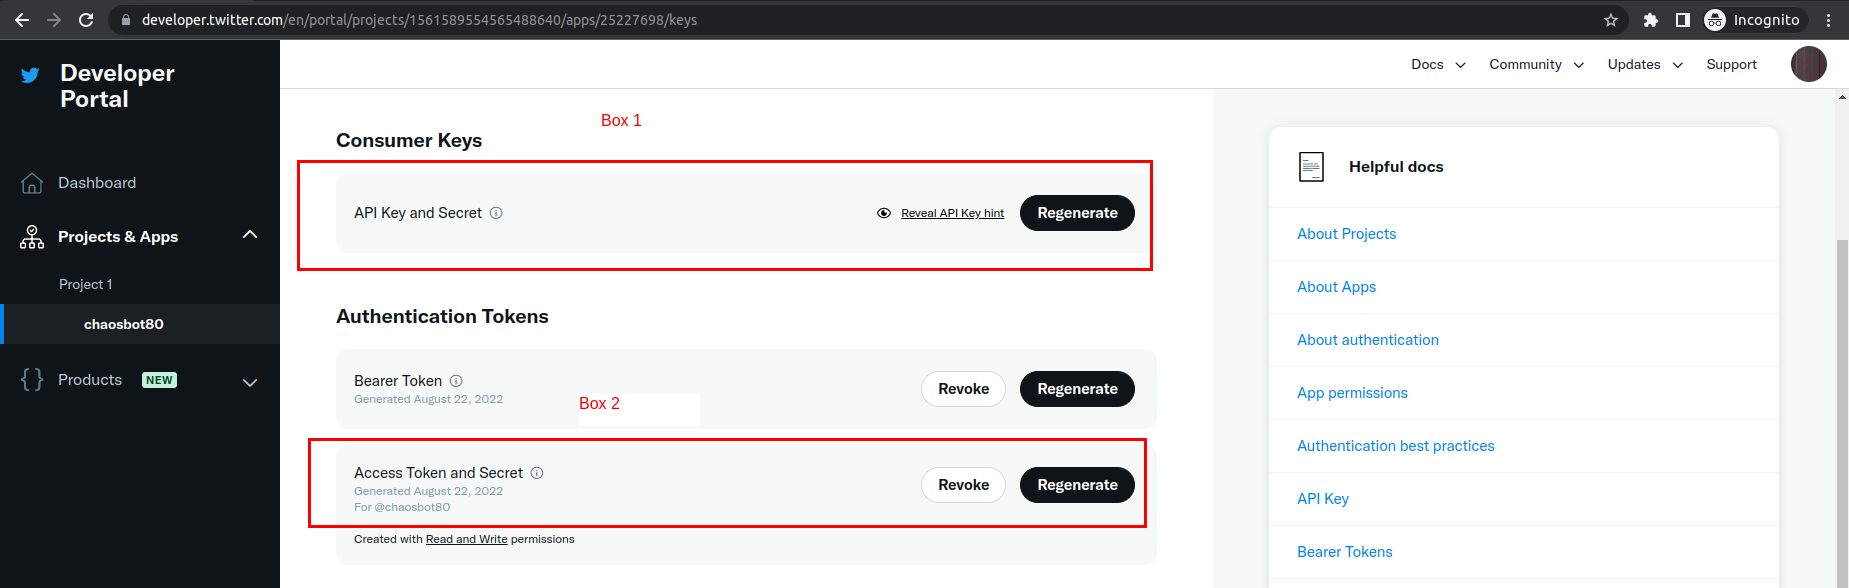 developer.twitter.com/en/portal/projects/1561589554565488640/apps/25227698/keys
Incognito
Developer
Portal
Docs
Community
Updates
Support
Dashboard
Projects & Apps
Project 1
chaosbot80
Products
NEW
Box 1
Consumer Keys
API Key and Secret
Reveal API Key hint
Regenerate
Authentication Tokens
Bearer Token
Generated August 22, 2022
Revoke
Regenerate
Box 2
Access Token and Secret
Generated August 22, 2022
For @chaosbot80
Revoke
Regenerate
Created with Read and Write permissions
Helpful docs
About Projects
About Apps
About authentication
App permissions
Authentication best practices
API Key
Bearer Tokens